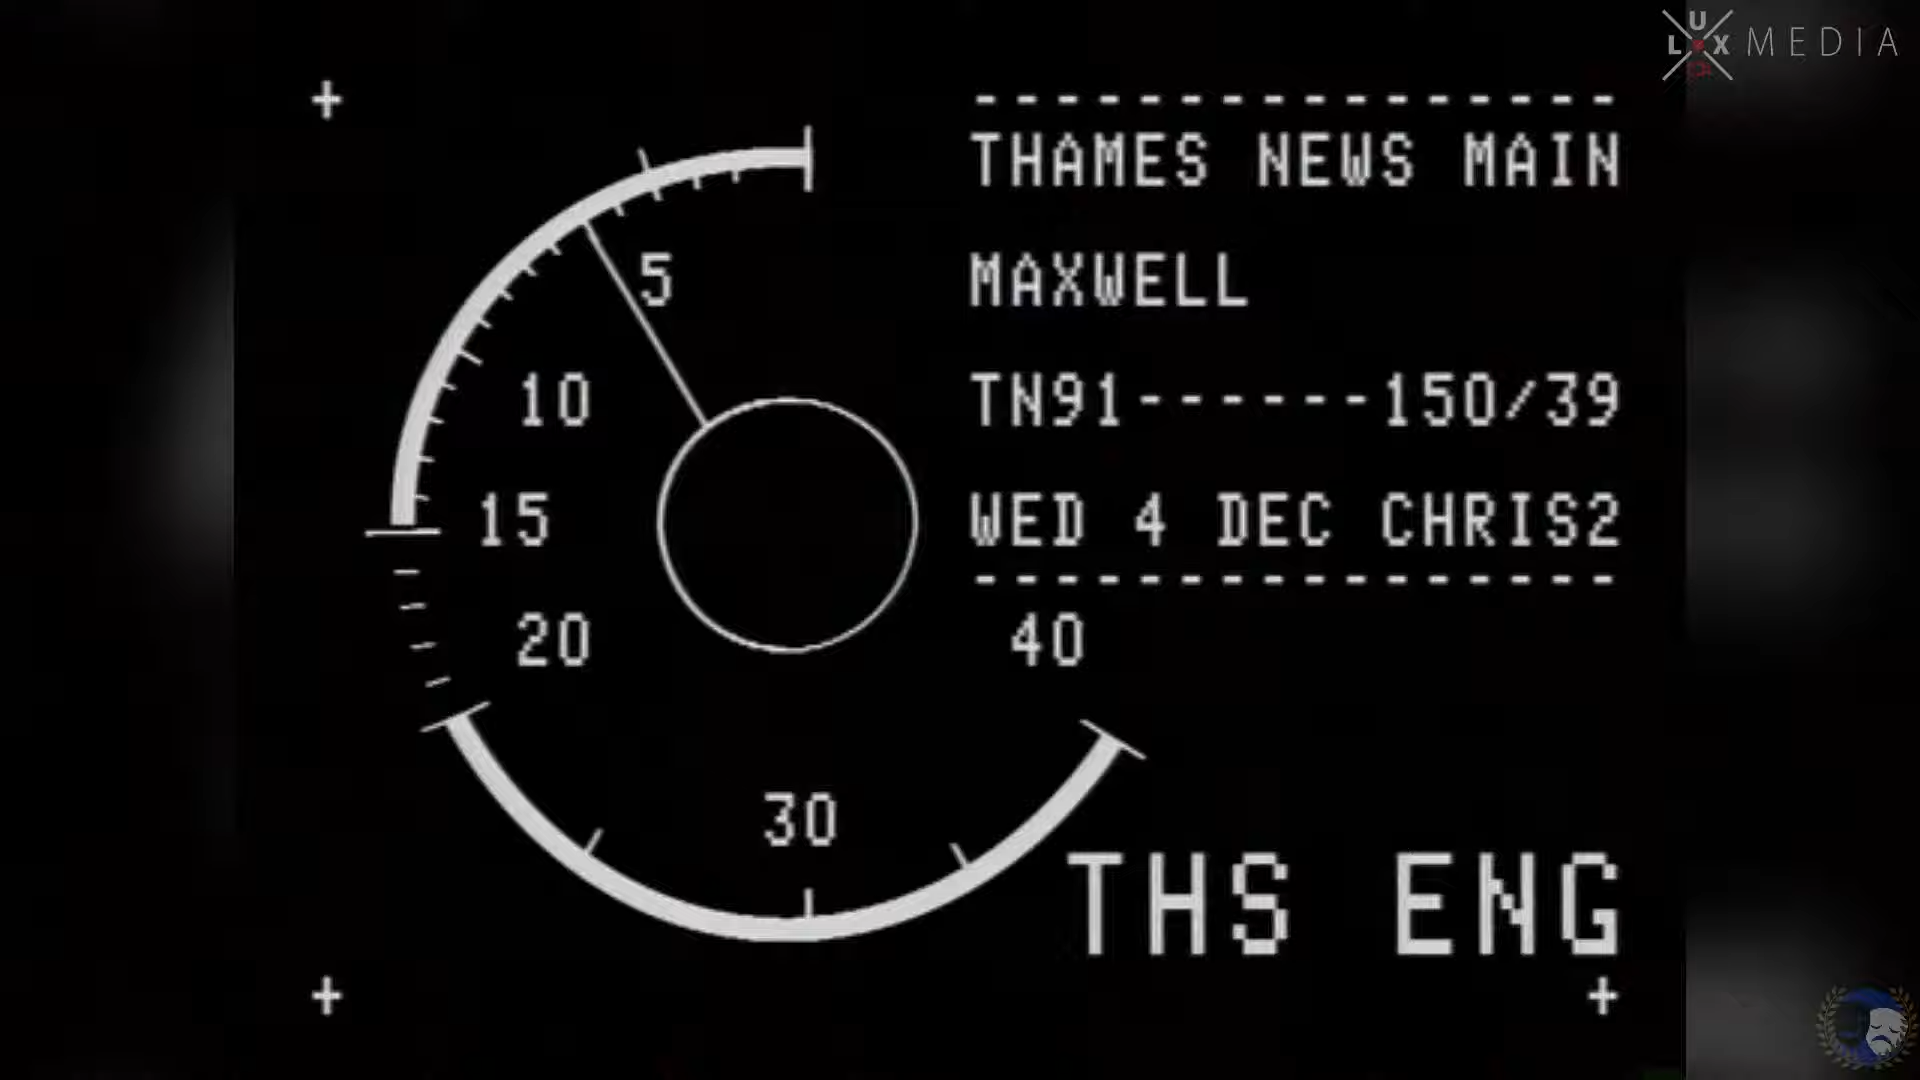 LUX MEDIA
-----------------
THAMES NEWS MAIN
MAXWELL
TN91------150/39
WED 4 DEC CHRIS2
-----------------
5
10
15
20
30
40
THS ENG